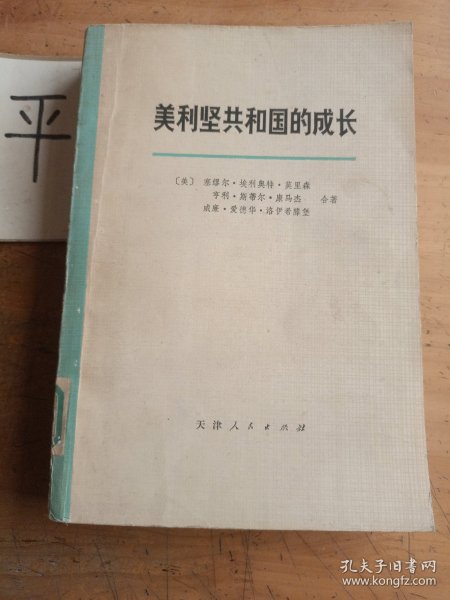 平
美利坚共和国的成长
〔美〕 塞缪尔·埃利奥特·莫里森
亨利·斯蒂尔·康马杰 合著
威廉·爱德华·洛伊希滕堡
天津人民出版社
孔夫子旧书网
www.kongfz.com